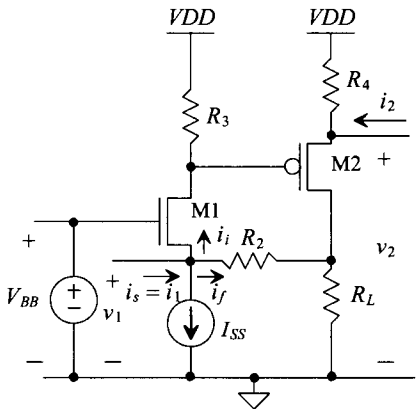 VDD VDD
R4
i2
R3
+
M2
M1
ii R2
+ v2
+ is = i1 if
VBB + − v1 RL
ISS
− − −